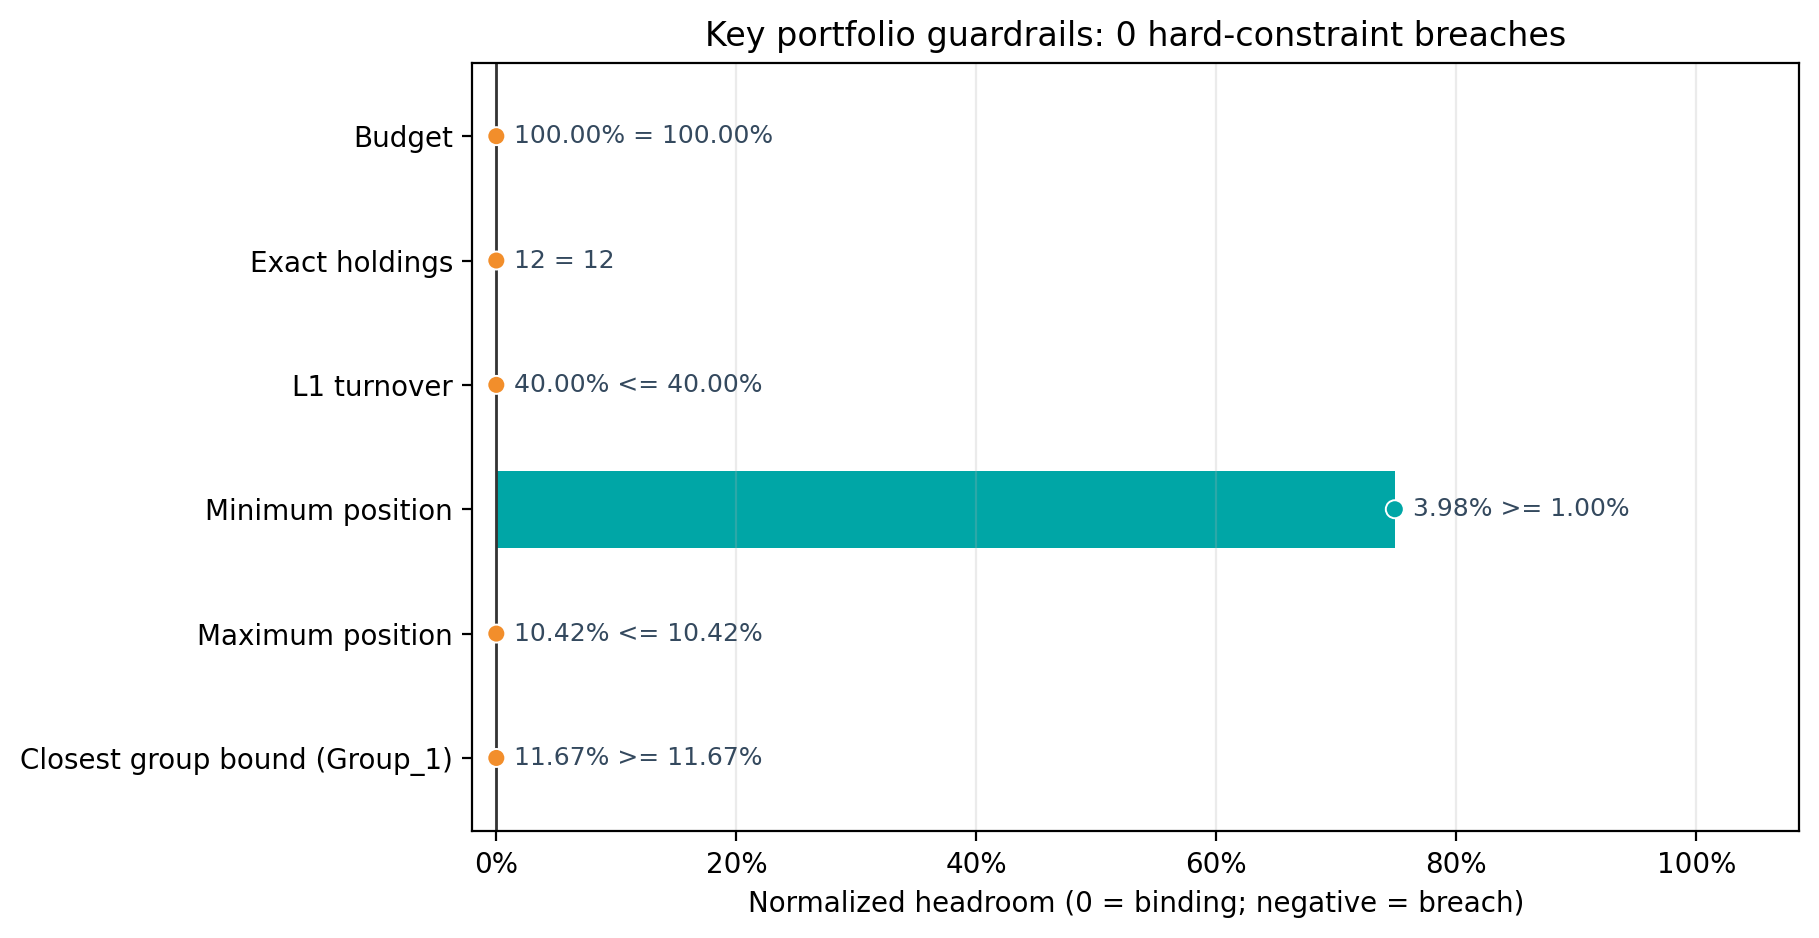 Key portfolio guardrails: 0 hard-constraint breaches
Budget
100.00% = 100.00%
Exact holdings
12 = 12
L1 turnover
40.00% <= 40.00%
Minimum position
3.98% >= 1.00%
Maximum position
10.42% <= 10.42%
Closest group bound (Group_1)
11.67% >= 11.67%
0% 20% 40% 60% 80% 100%
Normalized headroom (0 = binding; negative = breach)